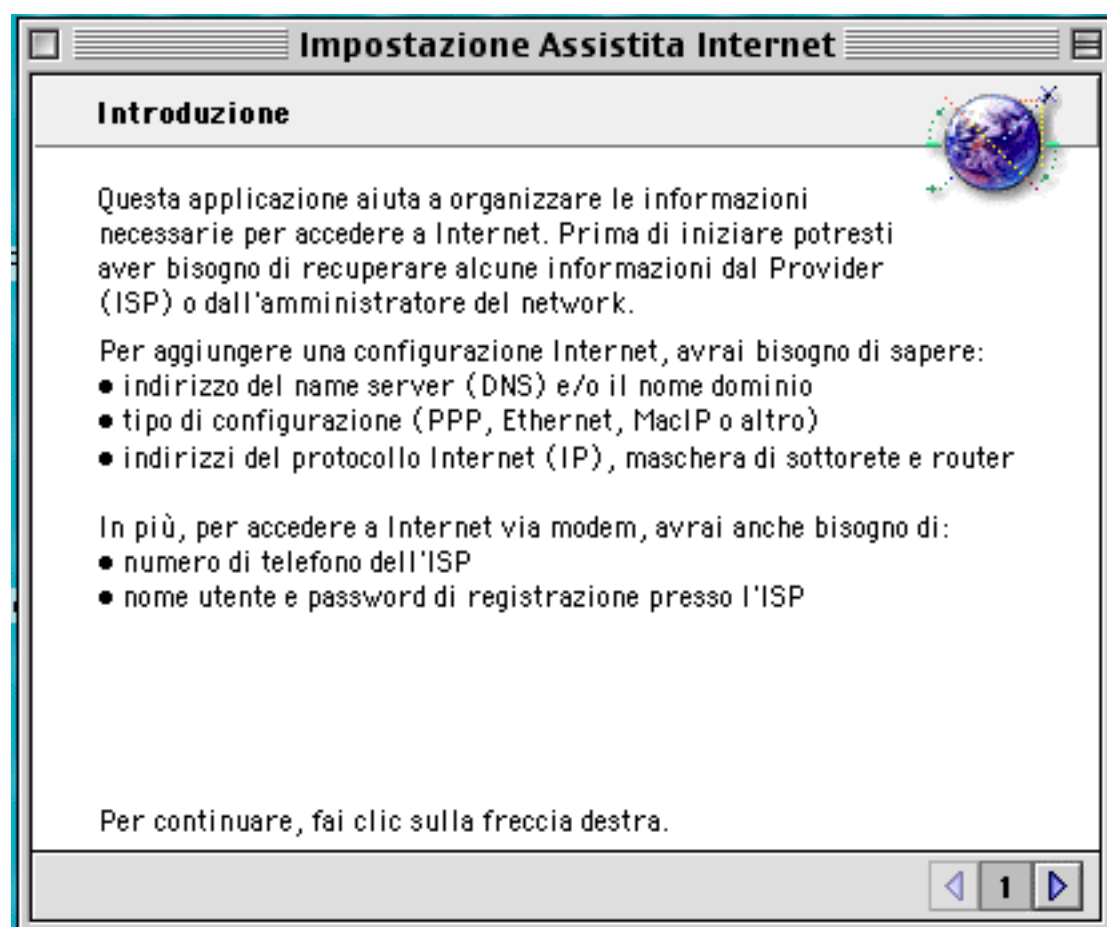 Impostazione Assistita Internet
Introduzione
Questa applicazione aiuta a organizzare le informazioni
necessarie per accedere a Internet. Prima di iniziare potresti
aver bisogno di recuperare alcune informazioni dal Provider
(ISP) o dall'amministratore del network.
Per aggiungere una configurazione Internet, avrai bisogno di sapere:
● indirizzo del name server (DNS) e/o il nome dominio
● tipo di configurazione (PPP, Ethernet, MacIP o altro)
● indirizzi del protocollo Internet (IP), maschera di sottorete e router
In più, per accedere a Internet via modem, avrai anche bisogno di:
● numero di telefono dell'ISP
● nome utente e password di registrazione presso l'ISP
Per continuare, fai clic sulla freccia destra.
1